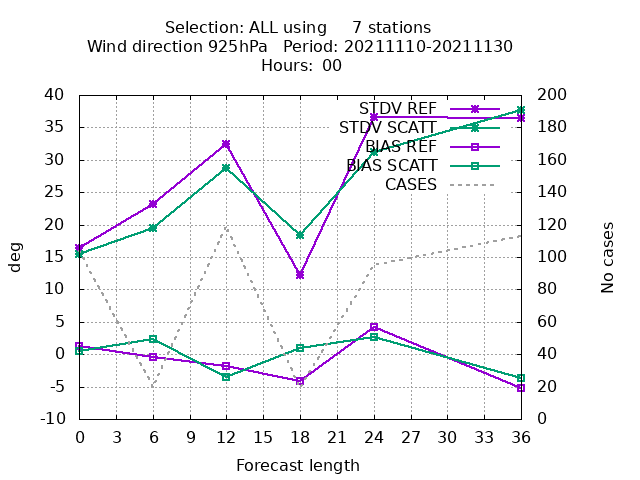 Selection: ALL using     7 stations
Wind direction 925hPa   Period: 20211110-20211130
Hours: 00
STDV REF
STDV SCATT
BIAS REF
BIAS SCATT
CASES
40
35
30
25
20
15
10
5
0
-5
-10
200
180
160
140
120
100
80
60
40
20
0
deg
No cases
0 3 6 9 12 15 18 21 24 27 30 33 36
Forecast length